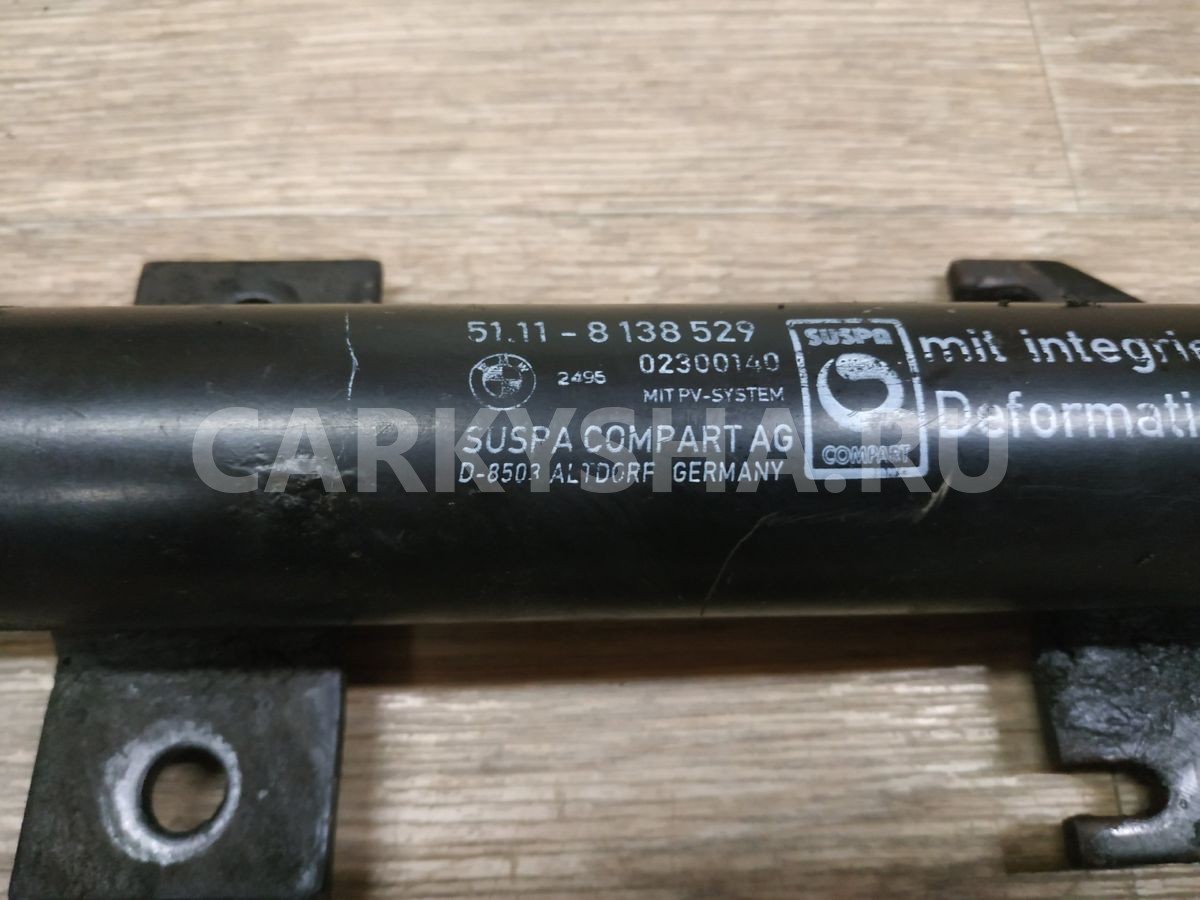 51.11 - 8 138 529
02300140
BMW
2495
MIT PV-SYSTEM
SUSPA COMPART AG
D-8503 ALTDORF GERMANY
SUSPA
COMPART
mit integrie
Deformati
CARKYSHA.RU